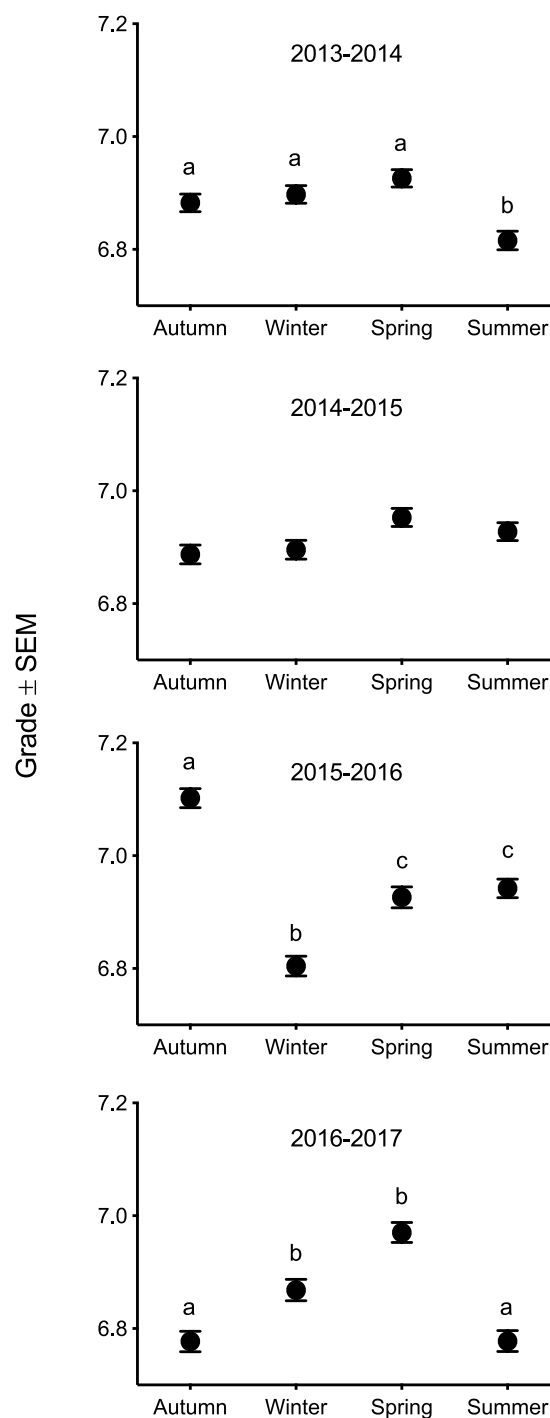 Grade ± SEM
7.2
2013-2014
7.0
a a a b
6.8
Autumn Winter Spring Summer
7.2
2014-2015
7.0
6.8
Autumn Winter Spring Summer
7.2
a
2015-2016
7.0
c c
b
6.8
Autumn Winter Spring Summer
7.2
2016-2017
b
7.0
b
a a
6.8
Autumn Winter Spring Summer